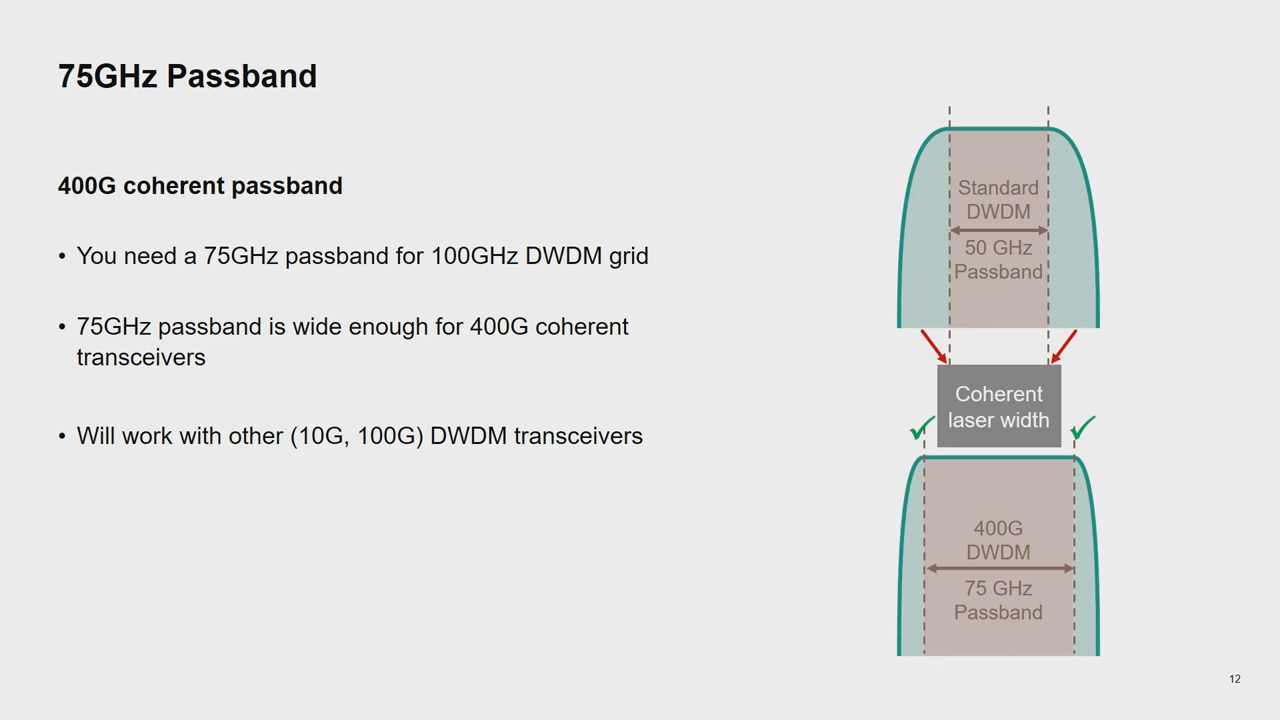 75GHz Passband
400G coherent passband
• You need a 75GHz passband for 100GHz DWDM grid
• 75GHz passband is wide enough for 400G coherent
transceivers
• Will work with other (10G, 100G) DWDM transceivers
Standard
DWDM
50 GHz
Passband
Coherent
laser width
400G
DWDM
75 GHz
Passband
12